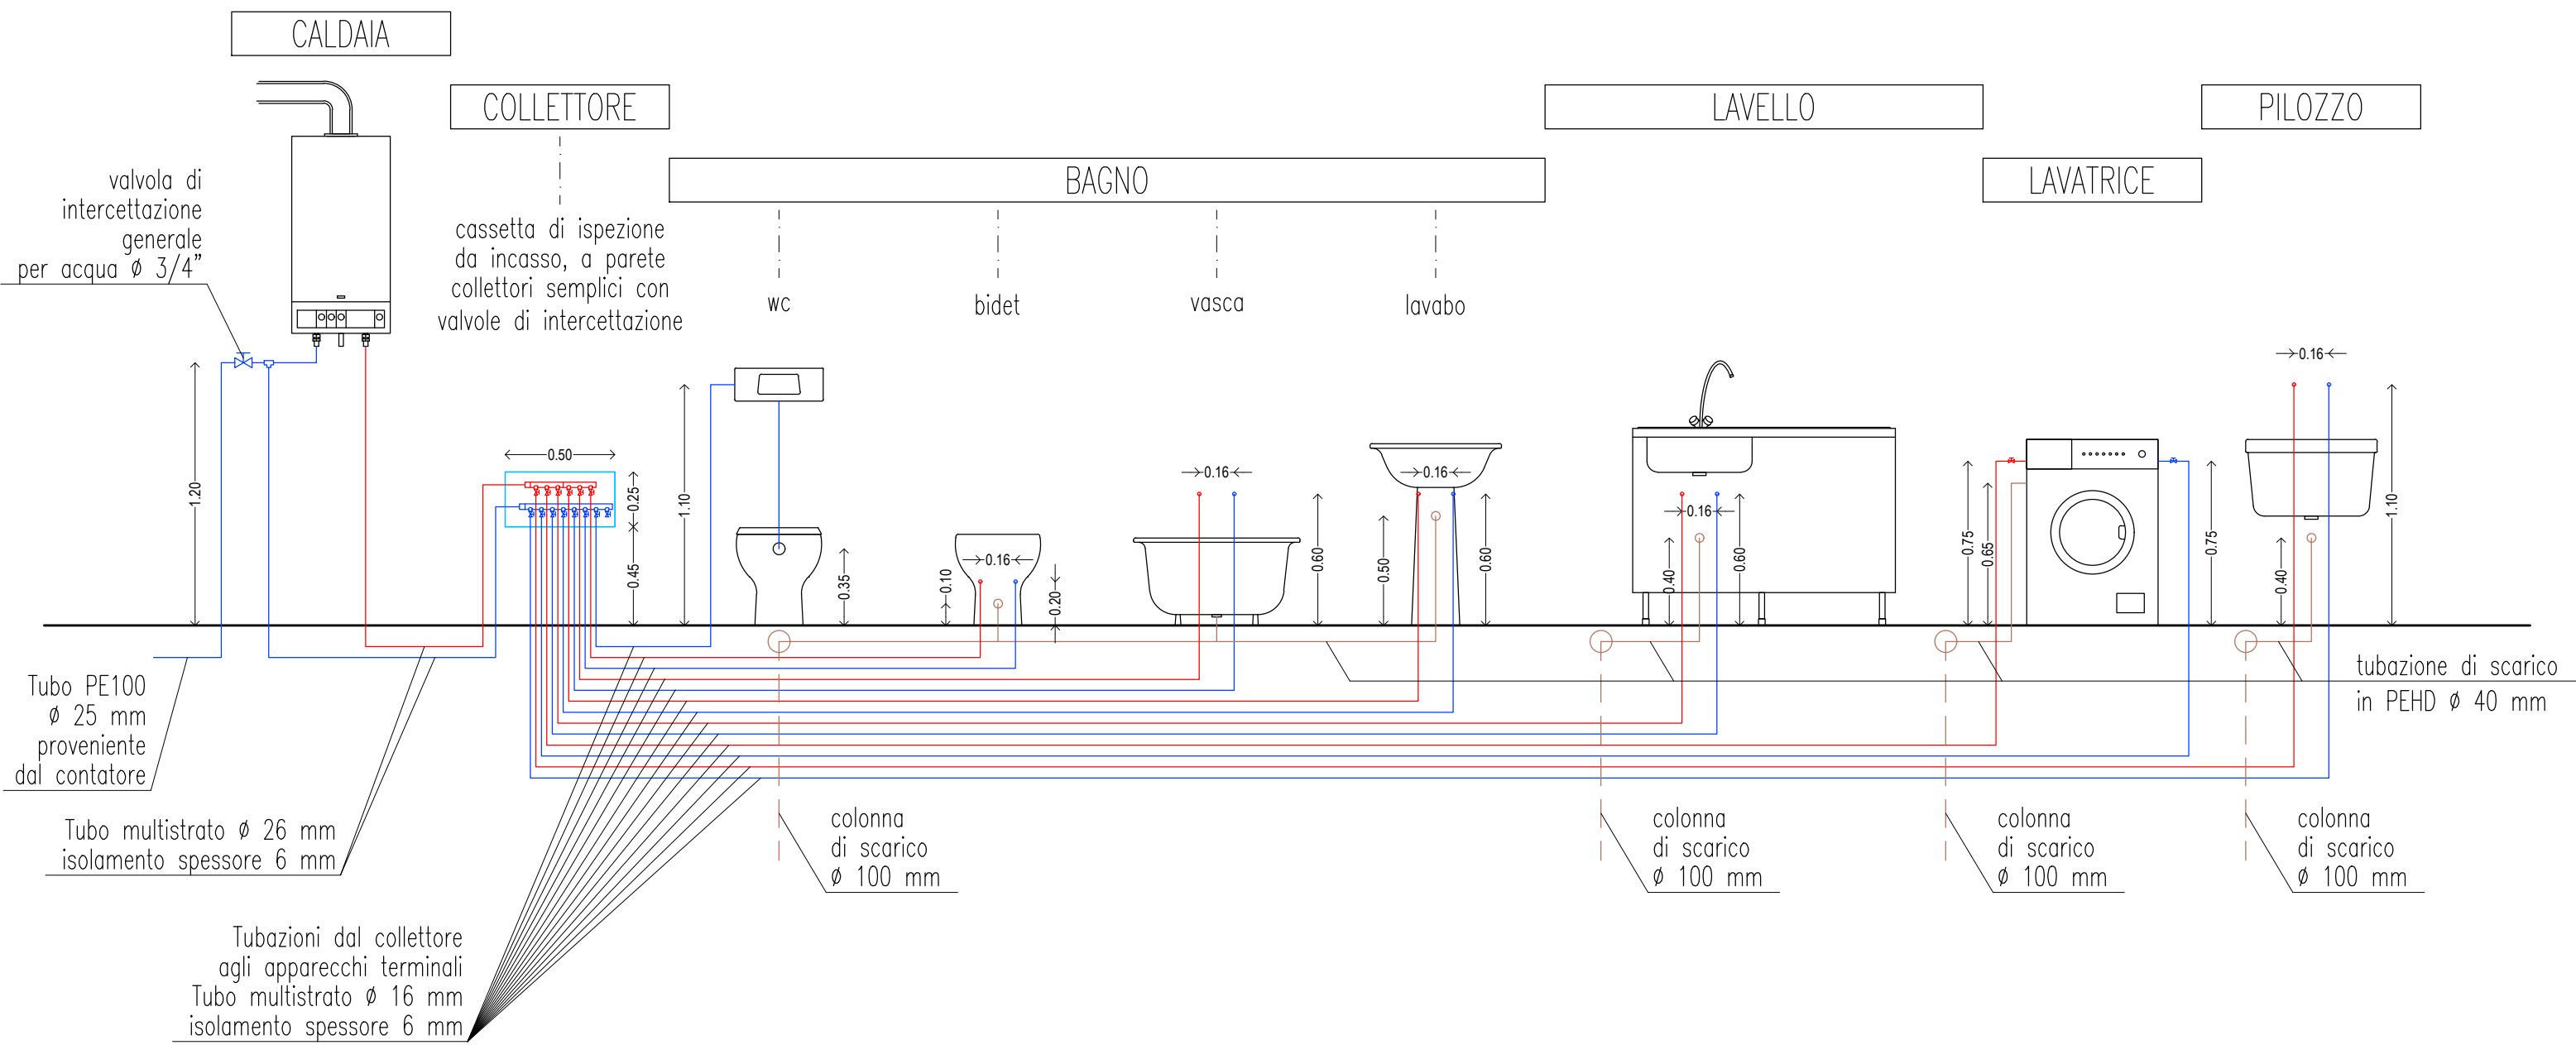 CALDAIA
COLLETTORE
LAVELLO
PILOZZO
BAGNO
LAVATRICE
valvola di
intercettazione
generale
per acqua Ø 3/4"
cassetta di ispezione
da incasso, a parete
collettori semplici con
valvole di intercettazione
wc
bidet
vasca
lavabo
1.20
0.50
0.25
0.45
1.10
0.35
0.10
0.16
0.20
0.16
0.60
0.50
0.16
0.60
0.40
0.16
0.60
0.75
0.65
0.75
0.16
0.40
1.10
Tubo PE100
Ø 25 mm
proveniente
dal contatore
Tubo multistrato Ø 26 mm
isolamento spessore 6 mm
Tubazioni dal collettore
agli apparecchi terminali
Tubo multistrato Ø 16 mm
isolamento spessore 6 mm
tubazione di scarico
in PEHD Ø 40 mm
colonna
di scarico
Ø 100 mm
colonna
di scarico
Ø 100 mm
colonna
di scarico
Ø 100 mm
colonna
di scarico
Ø 100 mm